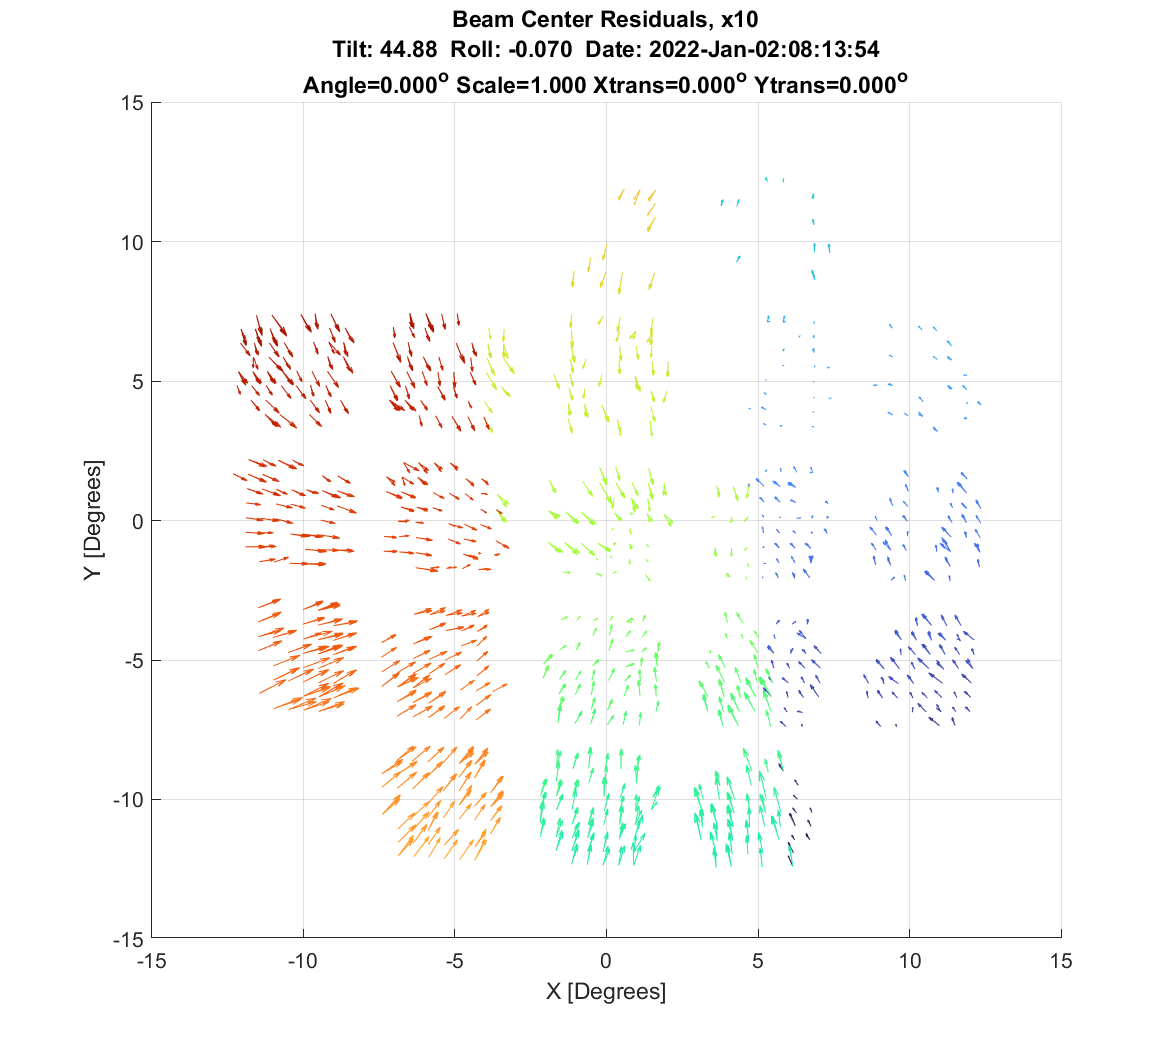 Beam Center Residuals, x10
Tilt: 44.88  Roll: -0.070  Date: 2022-Jan-02:08:13:54
Angle=0.000° Scale=1.000 Xtrans=0.000° Ytrans=0.000°
15
10
5
0
-5
-10
-15
Y [Degrees]
-15 -10 -5 0 5 10 15
X [Degrees]